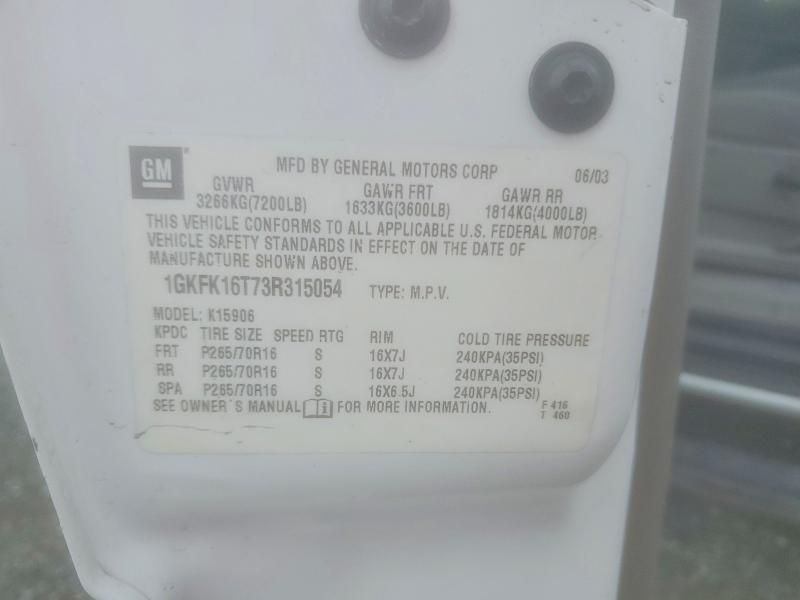 GM
MFD BY GENERAL MOTORS CORP 06/03
GVWR GAWR FRT GAWR RR
3266KG(7200LB) 1633KG(3600LB) 1814KG(4000LB)
THIS VEHICLE CONFORMS TO ALL APPLICABLE U.S. FEDERAL MOTOR
VEHICLE SAFETY STANDARDS IN EFFECT ON THE DATE OF
MANUFACTURE SHOWN ABOVE.
1GKFK16T73R315054 TYPE: M.P.V.
MODEL: K15906
KPDC TIRE SIZE SPEED RTG RIM COLD TIRE PRESSURE
FRT P265/70R16 S 16X7J 240KPA(35PSI)
RR P265/70R16 S 16X7J 240KPA(35PSI)
SPA P265/70R16 S 16X6.5J 240KPA(35PSI)
SEE OWNER'S MANUAL FOR MORE INFORMATION. F 416
T 460